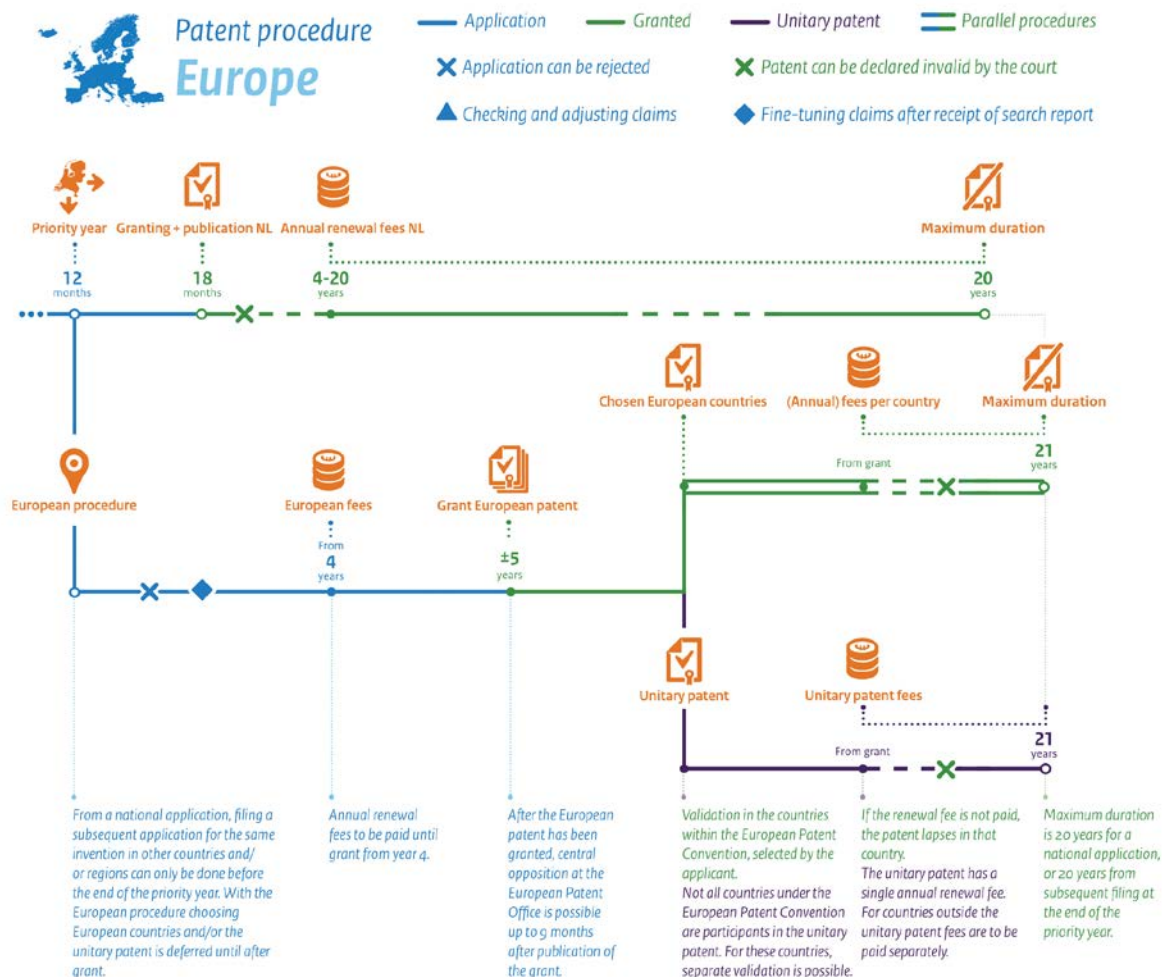 Patent procedure
Europe
Application
Granted
Unitary patent
Parallel procedures
Application can be rejected
Patent can be declared invalid by the court
Checking and adjusting claims
Fine-tuning claims after receipt of search report
Priority year
Granting + publication NL
Annual renewal fees NL
Maximum duration
12
months
18
months
4-20
years
20
years
Chosen European countries
(Annual) fees per country
Maximum duration
From grant
21
years
European procedure
European fees
Grant European patent
From
4
years
±5
years
Unitary patent
Unitary patent fees
From grant
21
years
From a national application, filing a
subsequent application for the same
invention in other countries and/
or regions can only be done before
the end of the priority year. With the
European procedure choosing
European countries and/or the
unitary patent is deferred until after
grant.
Annual renewal
fees to be paid until
grant from year 4.
After the European
patent has been
granted, central
opposition at the
European Patent
Office is possible
up to 9 months
after publication of
the grant.
Validation in the countries
within the European Patent
Convention, selected by the
applicant.
Not all countries under the
European Patent Convention
are participants in the unitary
patent. For these countries,
separate validation is possible.
If the renewal fee is not paid,
the patent lapses in that
country.
The unitary patent has a
single annual renewal fee.
For countries outside the
unitary patent fees are to be
paid separately.
Maximum duration
is 20 years for a
national application,
or 20 years from
subsequent filing at
the end of the
priority year.